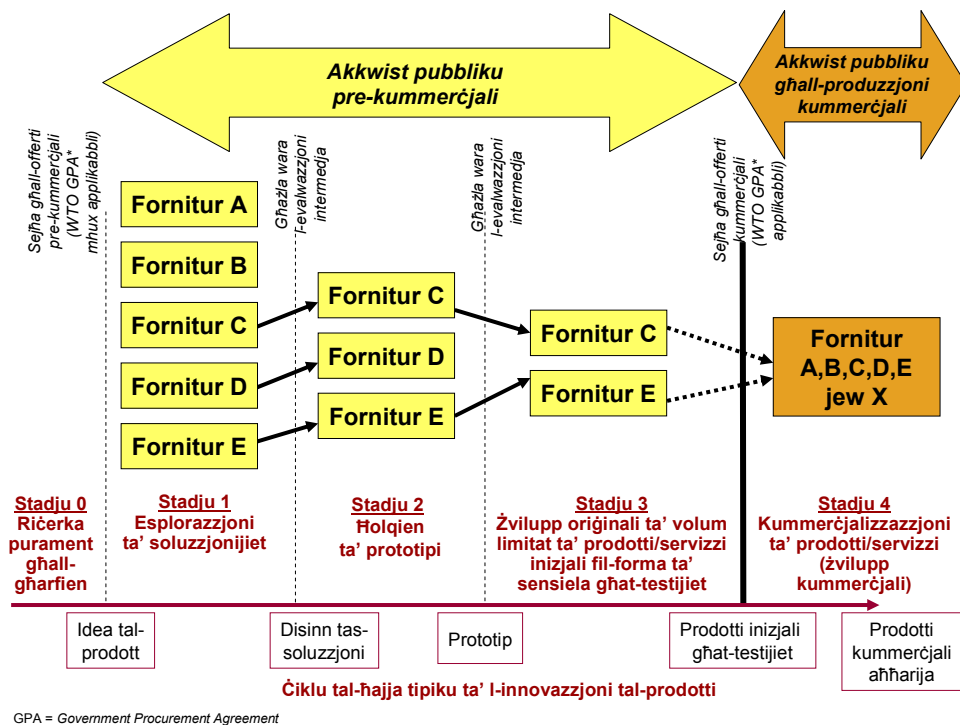 Akkwist pubbliku
pre-kummerċjali
Akkwist pubbliku
għall-produzzjoni
kummerċjali
Sejħa għall-offerti
pre-kummerċjali
(WTO GPA*
mhux applikabbli)
Għażla wara
l-evalwazzjoni
intermedja
Għażla wara
l-evalwazzjoni
intermedja
Sejħa għall-offerti
kummerċjali
(WTO GPA*
applikabbli)
Fornitur A
Fornitur B
Fornitur C
Fornitur D
Fornitur E
Fornitur C
Fornitur D
Fornitur E
Fornitur C
Fornitur E
Fornitur
A,B,C,D,E
jew X
Stadju 0
Riċerka
purament
għall-
għarfien
Stadju 1
Esplorazzjoni
ta’ soluzzjonijiet
Stadju 2
Ħolqien
ta’ prototipi
Stadju 3
Żvilupp oriġinali ta’ volum
limitat ta’ prodotti/servizzi
inizjali fil-forma ta’
sensiela għat-testijiet
Stadju 4
Kummerċjalizzazzjoni
ta’ prodotti/servizzi
(żvilupp
kummerċjali)
Idea tal-
prodott
Disinn tas-
soluzzjoni
Prototip
Prodotti inizjali
għat-testijiet
Prodotti
kummerċjali
aħħarija
Ċiklu tal-ħajja tipiku ta’ l-innovazzjoni tal-prodotti
GPA = Government Procurement Agreement